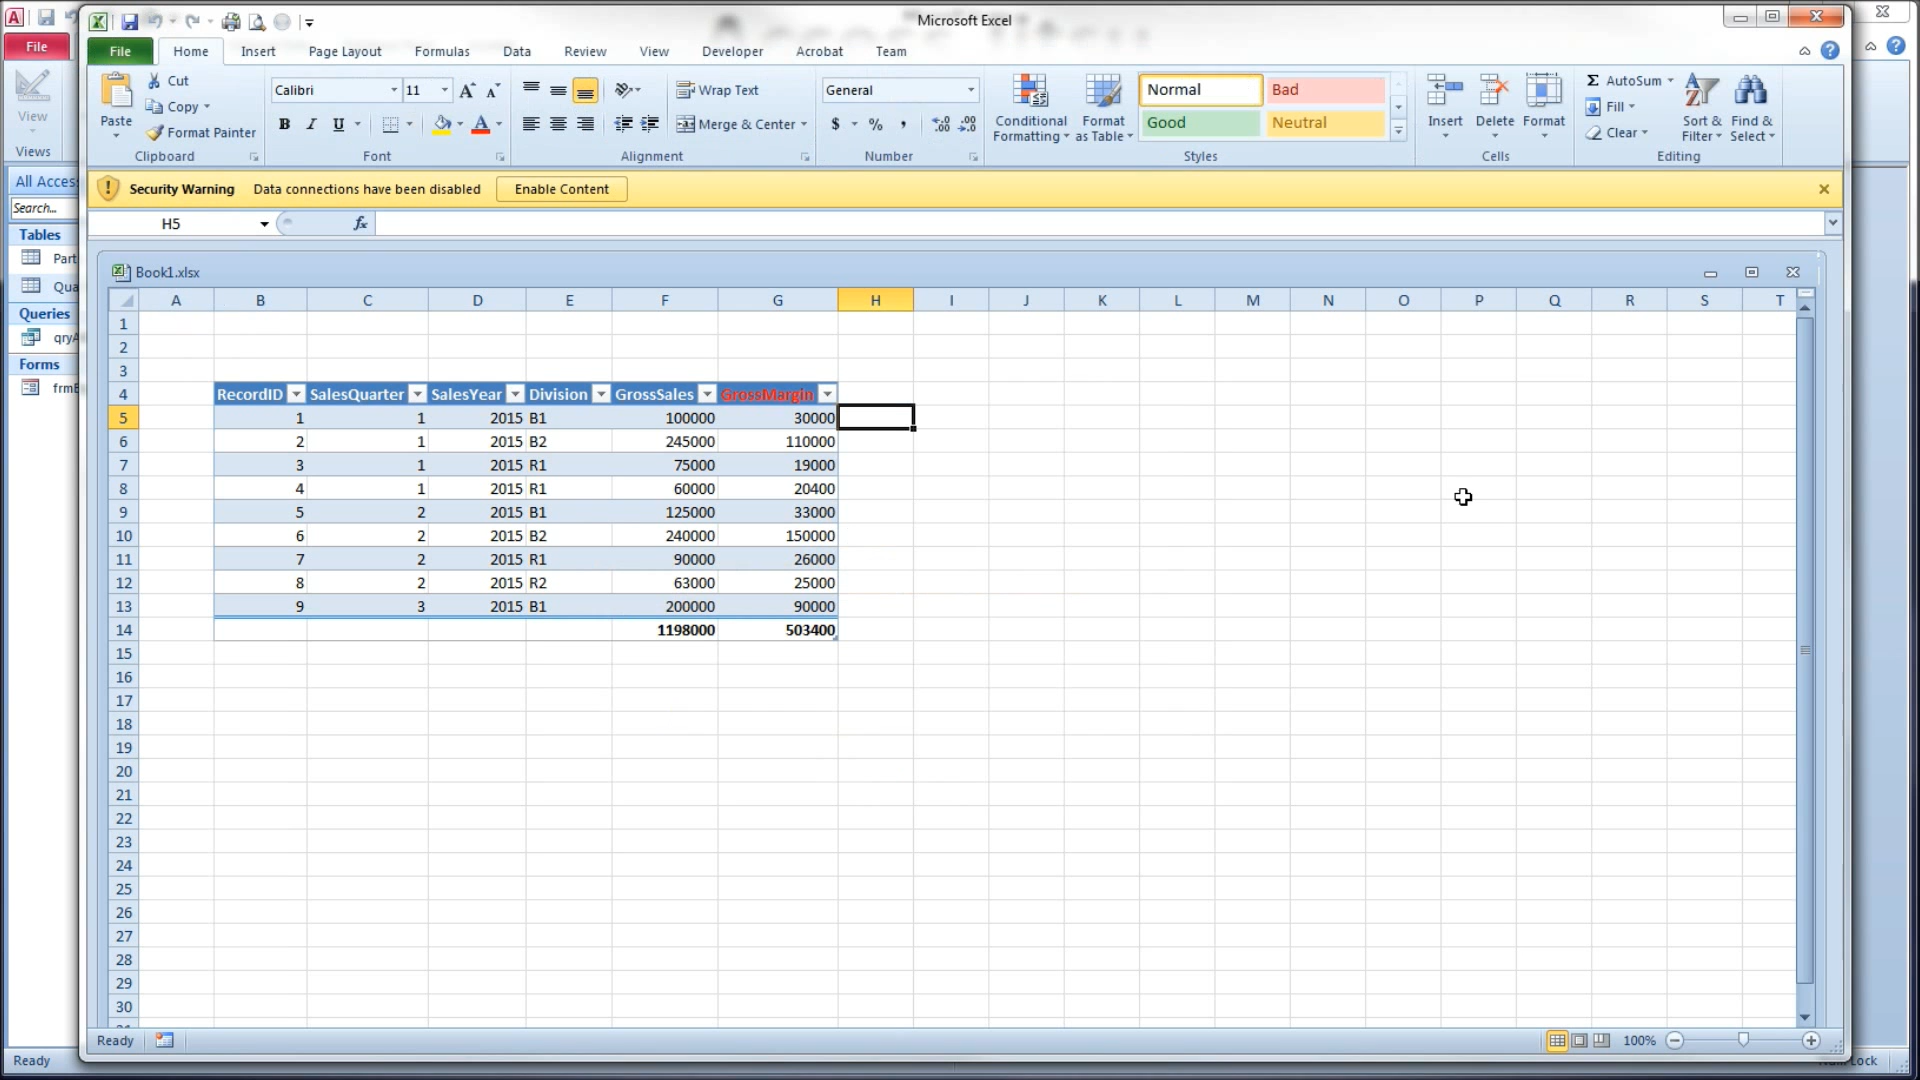 Microsoft Excel
File
File Home Insert Page Layout Formulas Data Review View Developer Acrobat Team
View
Views
Paste
Cut
Copy
Format Painter
Clipboard
Calibri 11
B I U A
Font
Wrap Text
Merge & Center
Alignment
General
$ % ,
Number
Conditional Formatting
Format as Table
Normal Bad
Good Neutral
Styles
Insert Delete Format
Cells
Σ AutoSum
Fill
Clear
Sort & Filter
Find & Select
Editing
All Acces
Search...
Tables
Part
Qua
Queries
qryA
Forms
Security Warning Data connections have been disabled Enable Content
H5 fx
Book1.xlsx
A B C D E F G H I J K L M N O P Q R S T
1
2
3
4 RecordID SalesQuarter SalesYear Division GrossSales GrossMargin
5 1 1 2015 B1 100000 30000
6 2 1 2015 B2 245000 110000
7 3 1 2015 R1 75000 19000
8 4 1 2015 R1 60000 20400
9 5 2 2015 B1 125000 33000
10 6 2 2015 B2 240000 150000
11 7 2 2015 R1 90000 26000
12 8 2 2015 R2 63000 25000
13 9 3 2015 B1 200000 90000
14 1198000 503400
15
16
17
18
19
20
21
22
23
24
25
26
27
28
29
30
Ready 100%
Ready